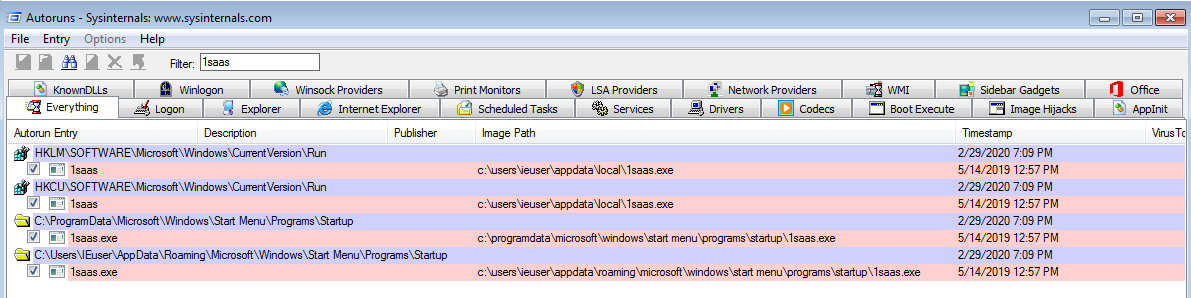 Autoruns - Sysinternals: www.sysinternals.com
File Entry Options Help
Filter: 1saas
KnownDLLs Winlogon Winsock Providers Print Monitors LSA Providers Network Providers WMI Sidebar Gadgets Office
Everything Logon Explorer Internet Explorer Scheduled Tasks Services Drivers Codecs Boot Execute Image Hijacks AppInit
Autorun Entry Description Publisher Image Path Timestamp VirusTo
HKLM\SOFTWARE\Microsoft\Windows\CurrentVersion\Run 2/29/2020 7:09 PM
1saas c:\users\ieuser\appdata\local\1saas.exe 5/14/2019 12:57 PM
HKCU\SOFTWARE\Microsoft\Windows\CurrentVersion\Run 2/29/2020 7:09 PM
1saas c:\users\ieuser\appdata\local\1saas.exe 5/14/2019 12:57 PM
C:\ProgramData\Microsoft\Windows\Start Menu\Programs\Startup 2/29/2020 7:09 PM
1saas.exe c:\programdata\microsoft\windows\start menu\programs\startup\1saas.exe 5/14/2019 12:57 PM
C:\Users\IEuser\AppData\Roaming\Microsoft\Windows\Start Menu\Programs\Startup 2/29/2020 7:09 PM
1saas.exe c:\users\ieuser\appdata\roaming\microsoft\windows\start menu\programs\startup\1saas.exe 5/14/2019 12:57 PM